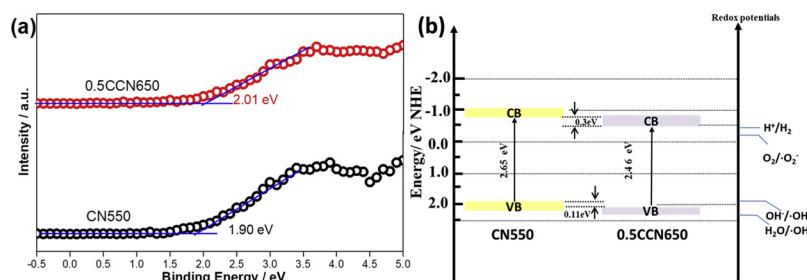 (a)
Intensity / a.u.
0.5CCN650
2.01 eV
CN550
1.90 eV
-0.5 0.0 0.5 1.0 1.5 2.0 2.5 3.0 3.5 4.0 4.5 5.0
Binding Energy / eV
(b)
Redox potentials
Energy/ eV NHE
-2.0
-1.0
0.0
1.0
2.0
CB
CB
0.3eV
2.65 eV
2.46 eV
VB
VB
0.11eV
CN550
0.5CCN650
H⁺/H₂
O₂/·O₂⁻
OH⁻/·OH
H₂O/·OH